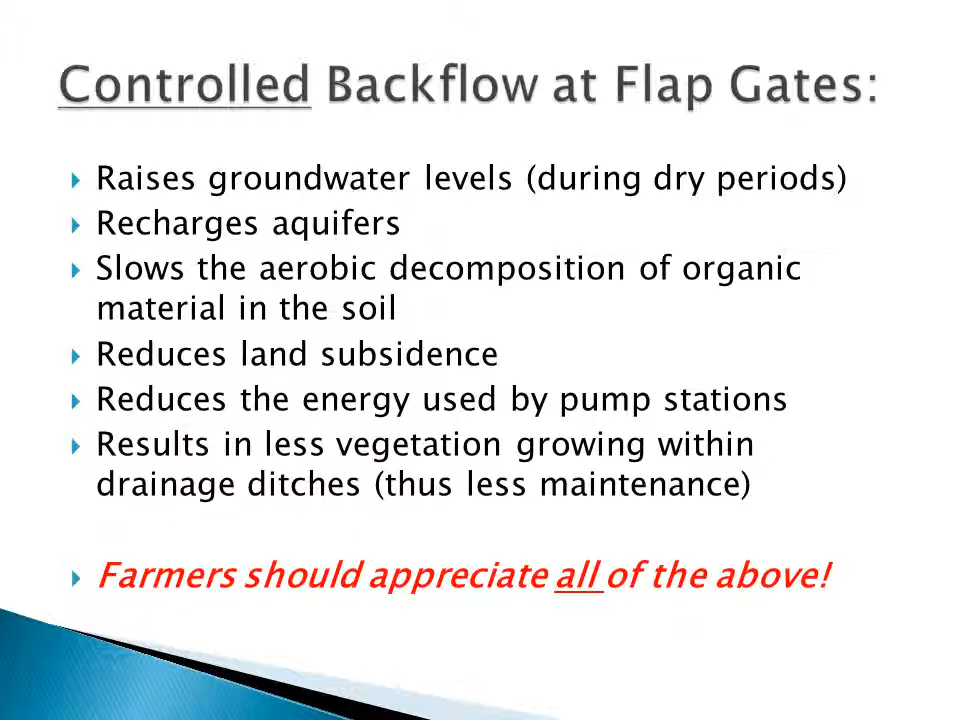 Controlled Backflow at Flap Gates:
Raises groundwater levels (during dry periods)
Recharges aquifers
Slows the aerobic decomposition of organic
material in the soil
Reduces land subsidence
Reduces the energy used by pump stations
Results in less vegetation growing within
drainage ditches (thus less maintenance)
Farmers should appreciate all of the above!